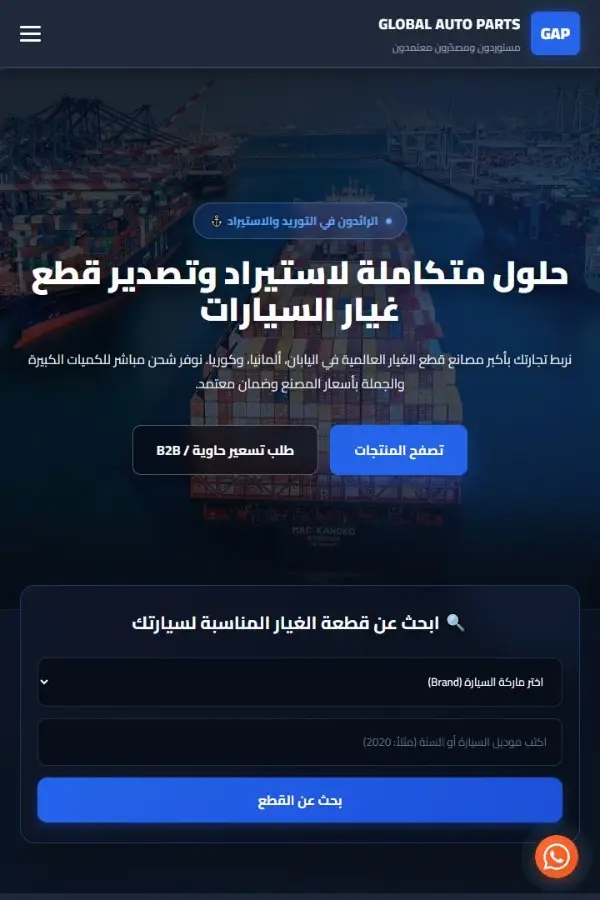 GAP
GLOBAL AUTO PARTS
مستوردون ومصدّرون معتمدون
الرائدون في التوريد والاستيراد
حلول متكاملة لاستيراد وتصدير قطع
غيار السيارات
نربط تجارتك بأكبر مصانع قطع الغيار العالمية في اليابان، ألمانيا، وكوريا. نوفر شحن مباشر للكميات الكبيرة
والجملة بأسعار المصنع وضمان معتمد.
تصفح المنتجات
طلب تسعير حاوية / B2B
ابحث عن قطعة الغيار المناسبة لسيارتك
اختر ماركة السيارة (Brand)
اكتب موديل السيارة أو السنة (مثلاً: 2020)
بحث عن القطع